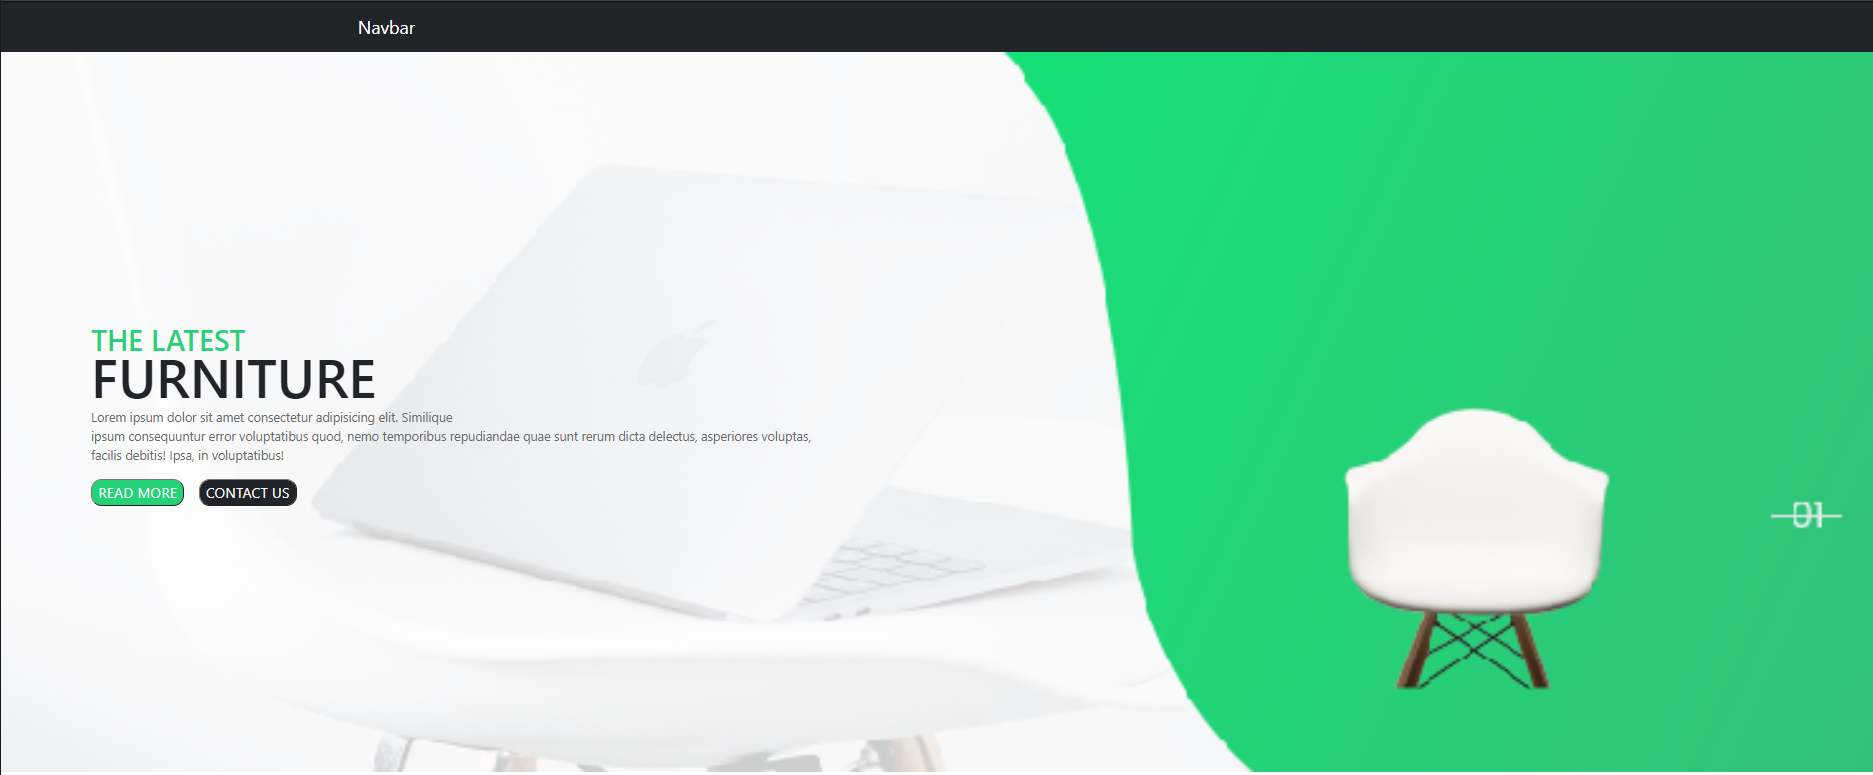 Navbar
THE LATEST
FURNITURE
Lorem ipsum dolor sit amet consectetur adipisicing elit. Similique
ipsum consequuntur error voluptatibus quod, nemo temporibus repudiandae quae sunt rerum dicta delectus, asperiores voluptas,
facilis debitis! Ipsa, in voluptatibus!
READ MORE CONTACT US
01